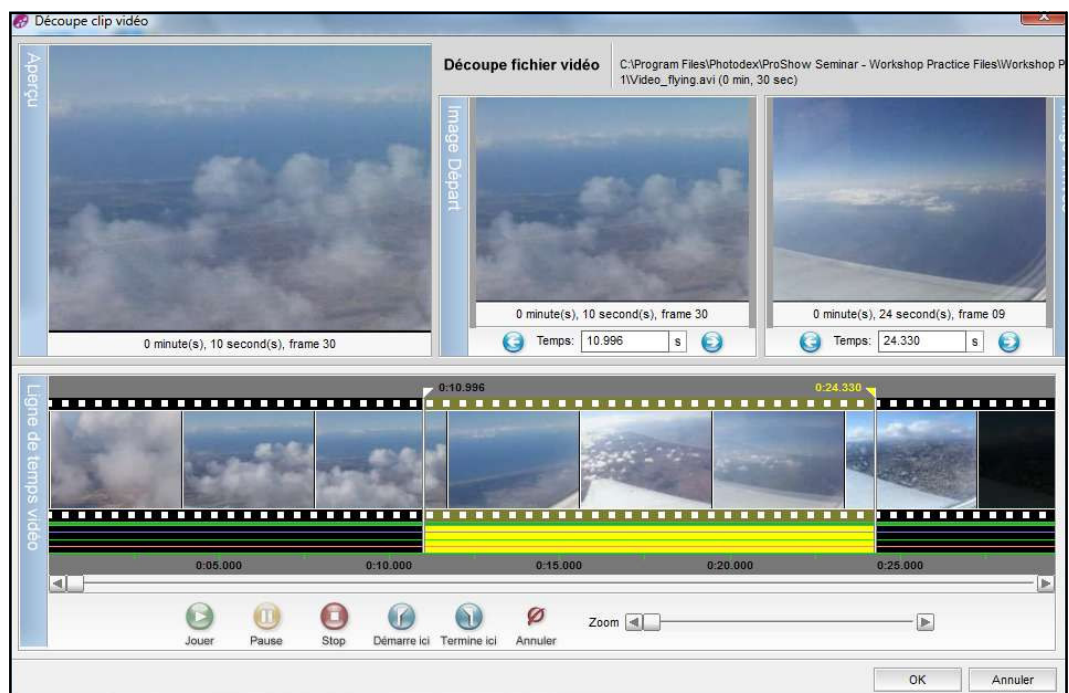 Découpe clip vidéo
Aperçu
0 minute(s), 10 second(s), frame 30
Découpe fichier vidéo
C:\Program Files\Photodex\ProShow Seminar - Workshop Practice Files\Workshop P
1\Video_flying.avi (0 min, 30 sec)
Image Départ
0 minute(s), 10 second(s), frame 30
Temps: 10.996 s
0 minute(s), 24 second(s), frame 09
Temps: 24.330 s
Ligne de temps vidéo
0:10.996 0:24.330
0:05.000 0:10.000 0:15.000 0:20.000 0:25.000
Jouer Pause Stop Démarre ici Termine ici Annuler Zoom
OK Annuler